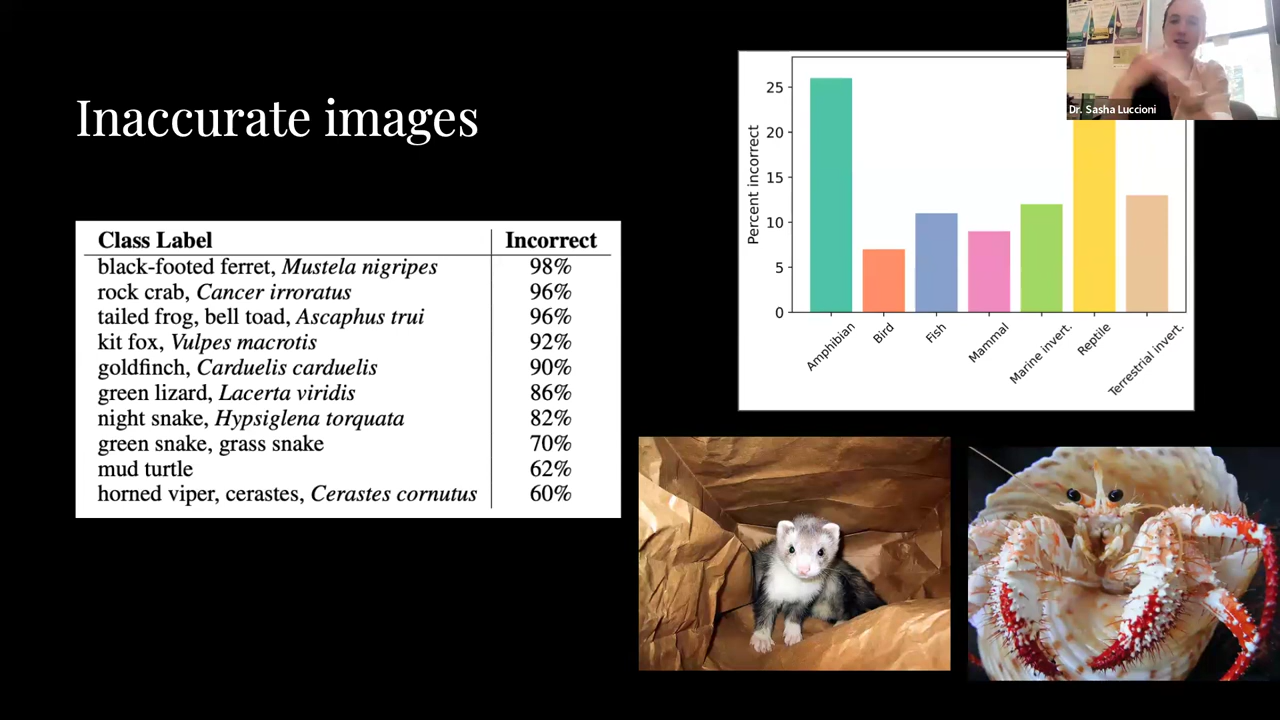 Inaccurate images
Class Label Incorrect
black-footed ferret, Mustela nigripes 98%
rock crab, Cancer irroratus 96%
tailed frog, bell toad, Ascaphus trui 96%
kit fox, Vulpes macrotis 92%
goldfinch, Carduelis carduelis 90%
green lizard, Lacerta viridis 86%
night snake, Hypsiglena torquata 82%
green snake, grass snake 70%
mud turtle 62%
horned viper, cerastes, Cerastes cornutus 60%
Percent incorrect
25
20
15
10
5
0
Amphibian
Bird
Fish
Mammal
Marine invert.
Reptile
Terrestrial invert.
Dr. Sasha Luccioni